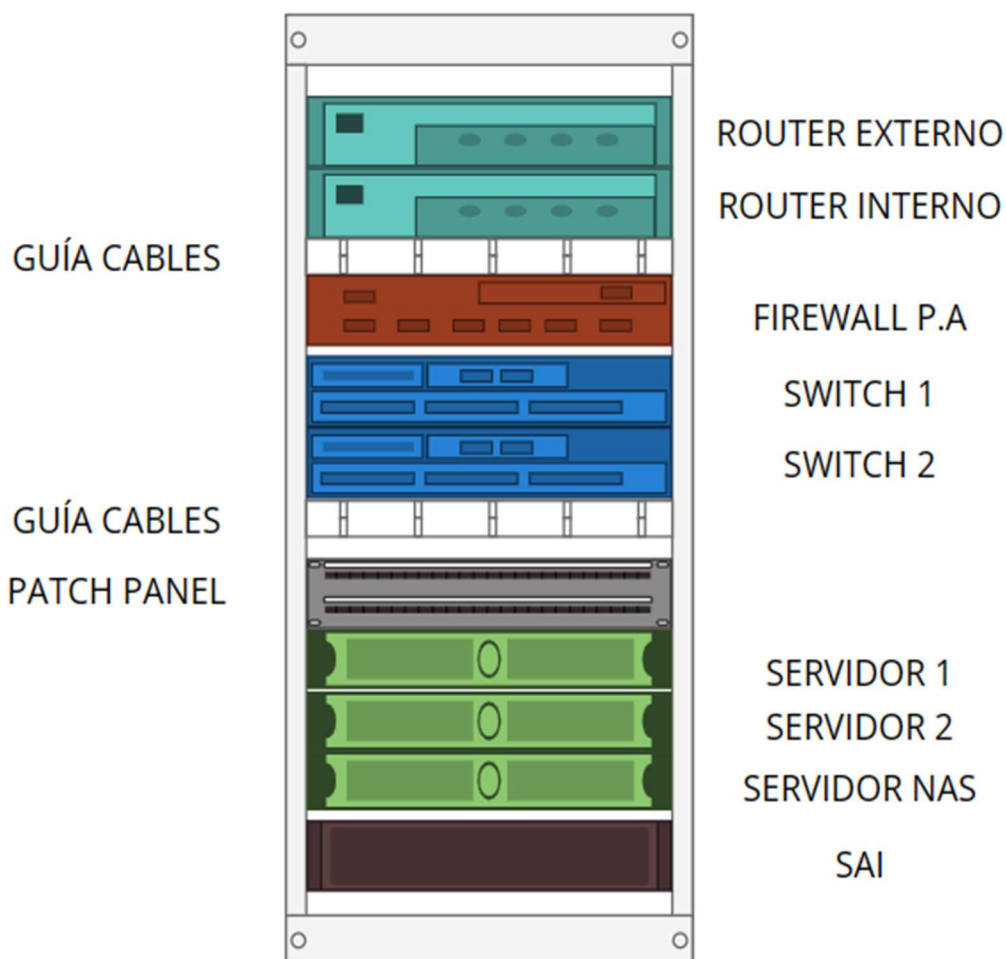 ROUTER EXTERNO
ROUTER INTERNO
GUÍA CABLES
FIREWALL P.A
SWITCH 1
SWITCH 2
GUÍA CABLES
PATCH PANEL
SERVIDOR 1
SERVIDOR 2
SERVIDOR NAS
SAI